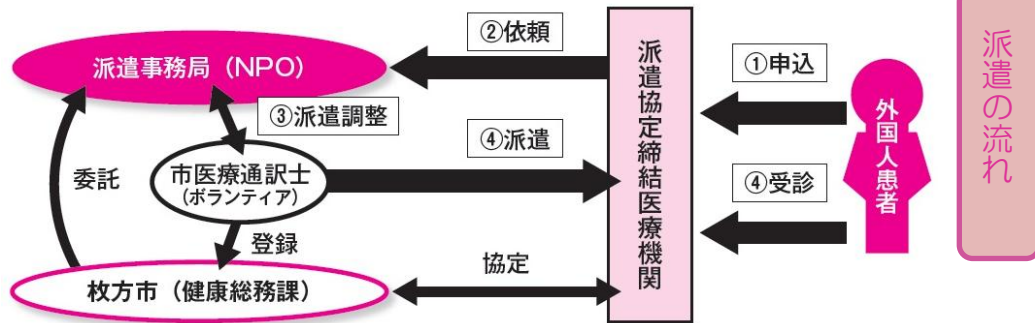 派遣の流れ
派遣事務局(NPO)
②依頼
①申込
③派遣調整
④派遣
派遣協定締結医療機関
外国人患者
委託
市医療通訳士
(ボランティア)
④受診
登録
協定
枚方市(健康総務課)